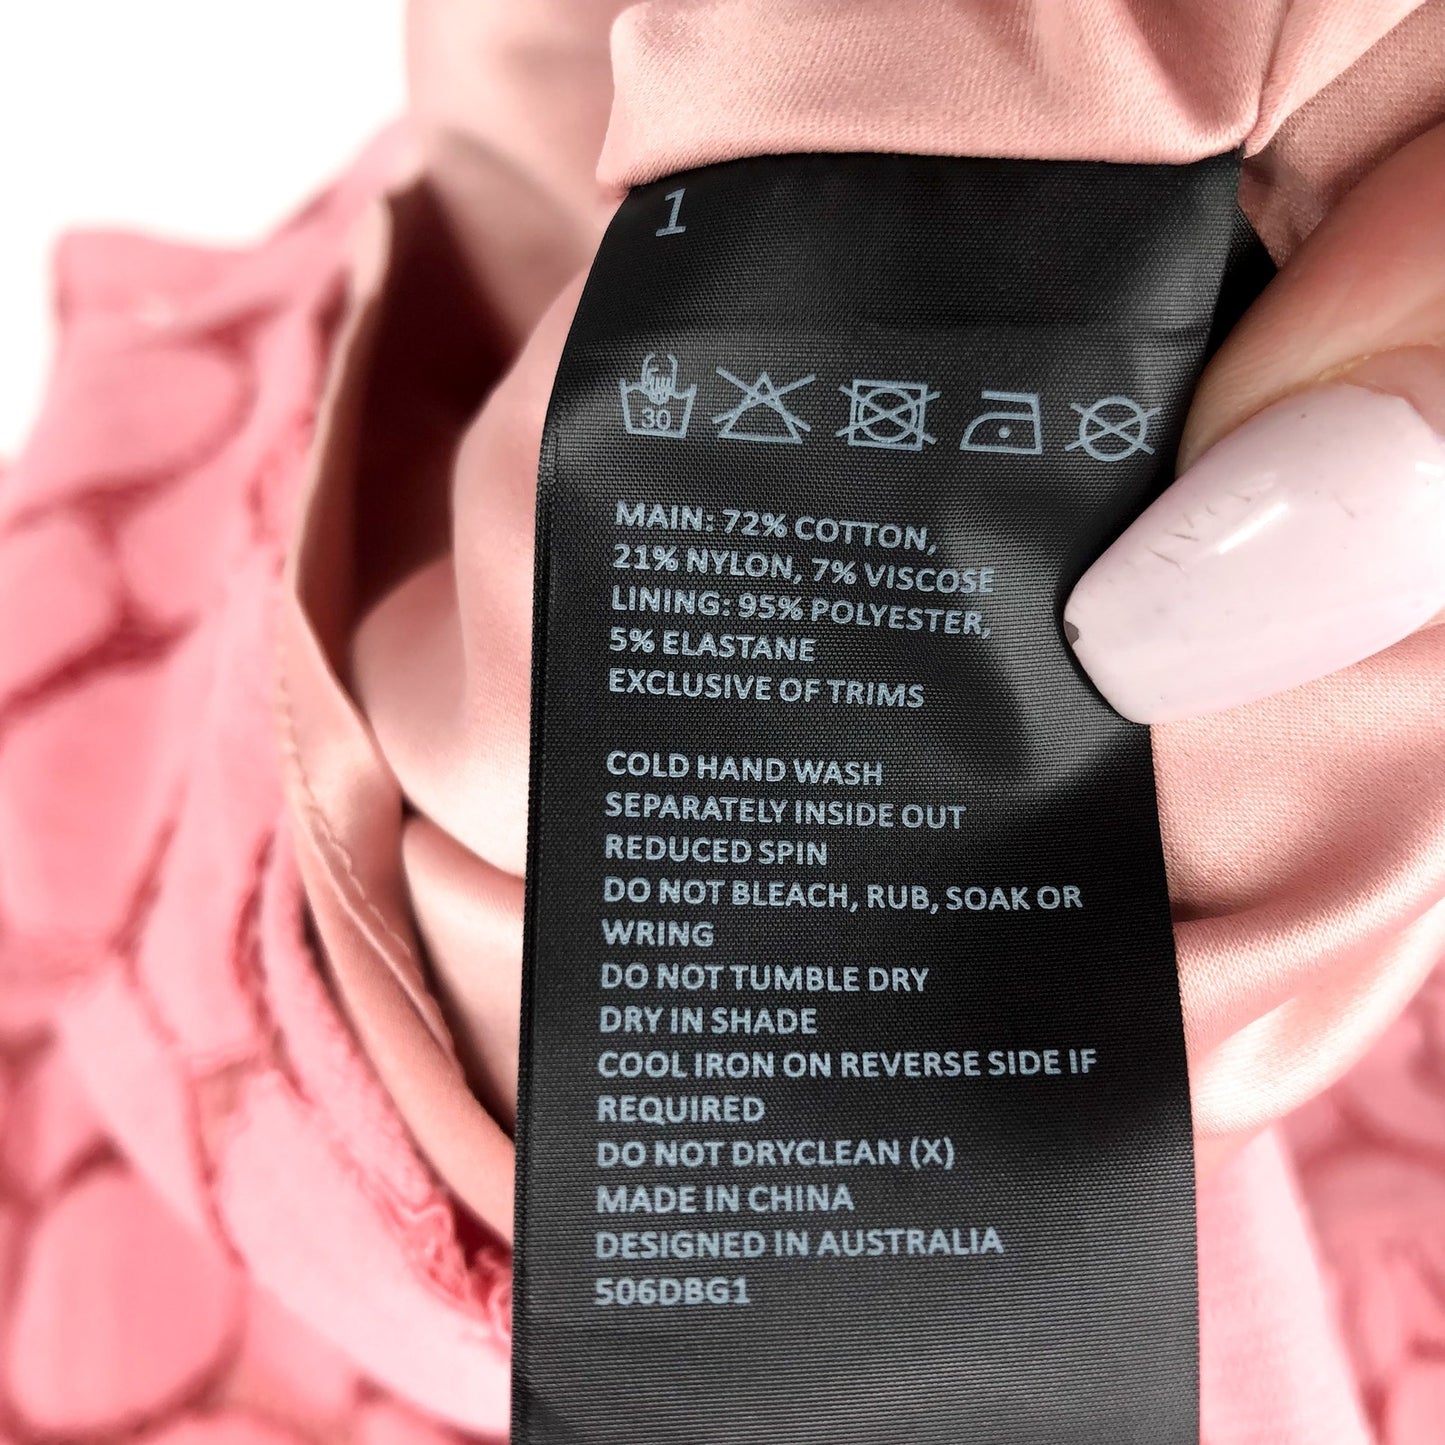 1
30
MAIN: 72% COTTON,
21% NYLON, 7% VISCOSE
LINING: 95% POLYESTER,
5% ELASTANE
EXCLUSIVE OF TRIMS
COLD HAND WASH
SEPARATELY INSIDE OUT
REDUCED SPIN
DO NOT BLEACH, RUB, SOAK OR
WRING
DO NOT TUMBLE DRY
DRY IN SHADE
COOL IRON ON REVERSE SIDE IF
REQUIRED
DO NOT DRYCLEAN (X)
MADE IN CHINA
DESIGNED IN AUSTRALIA
506DBG1